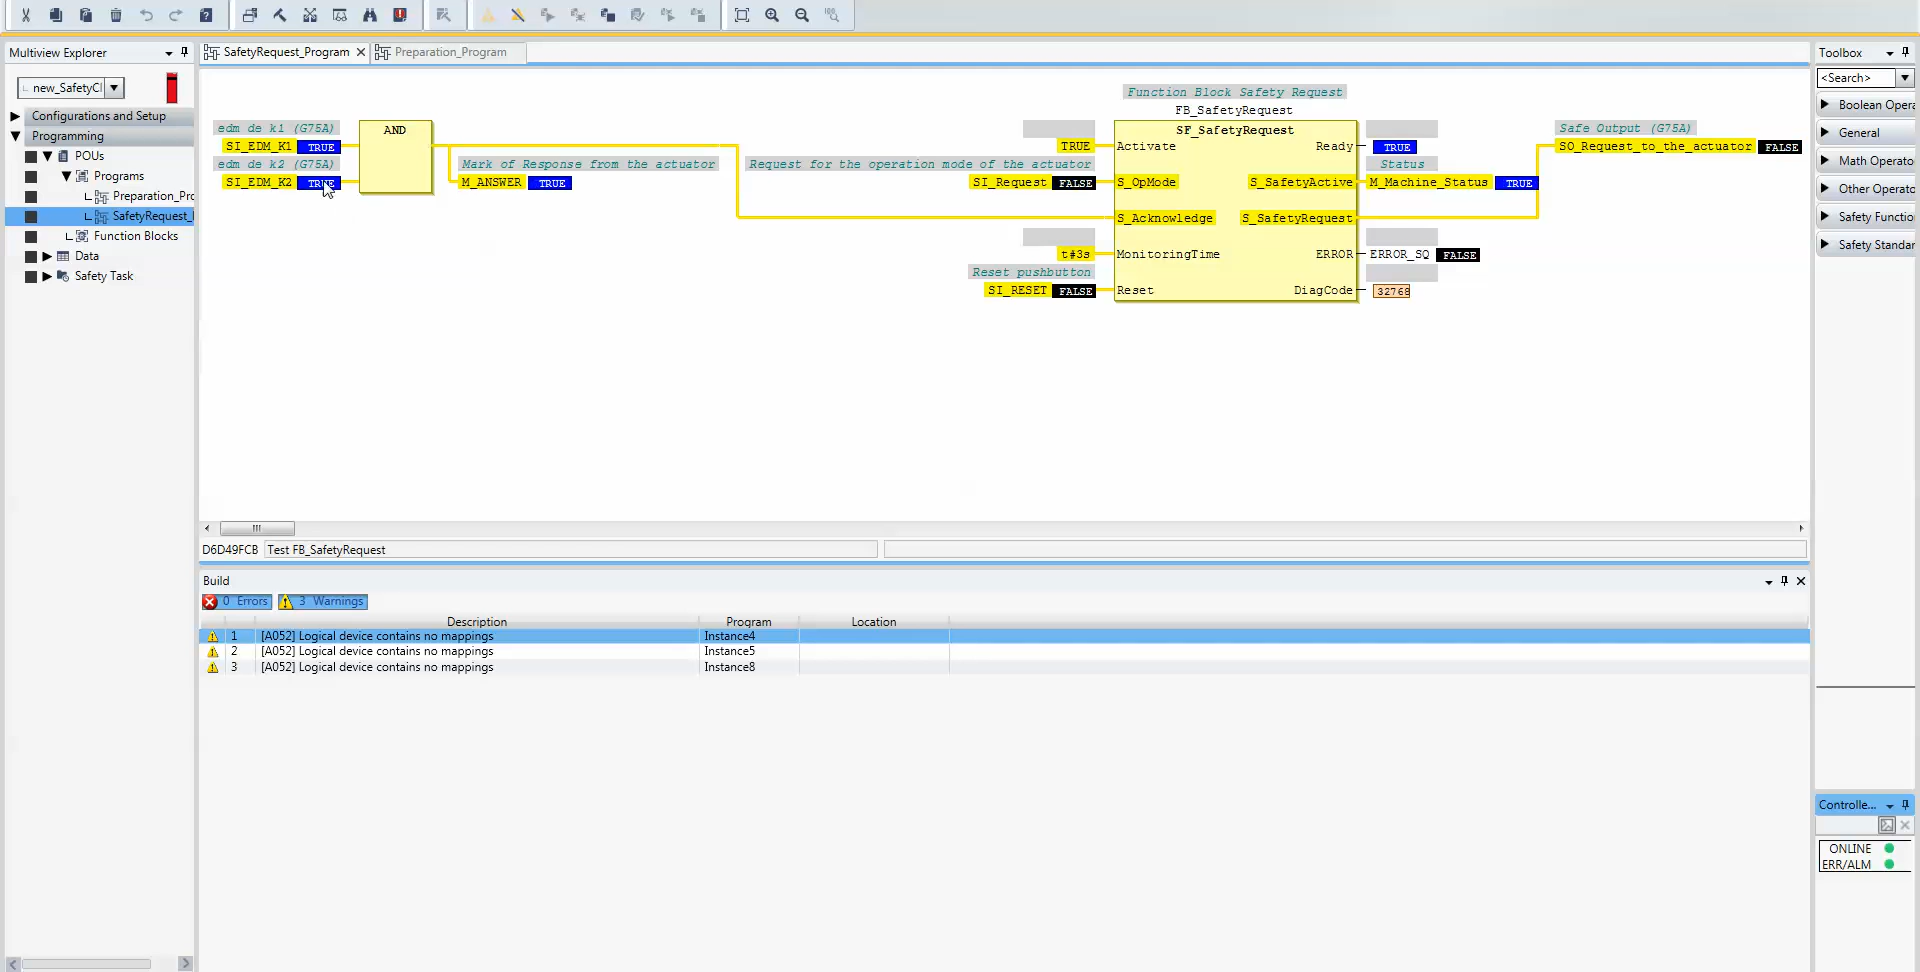 Multiview Explorer
SafetyRequest_Program
Preparation_Program
Toolbox
new_SafetyCl
<Search>
Configurations and Setup
Programming
POUs
Programs
Preparation_Prc
SafetyRequest_
Function Blocks
Data
Safety Task
edm de k1 (G75A)
SI_EDM_K1 TRUE
edm de k2 (G75A)
SI_EDM_K2 TRUE
AND
Mark of Response from the actuator
M_ANSWER TRUE
Function Block Safety Request
FB_SafetyRequest
SF_SafetyRequest
TRUE Activate
Ready TRUE
Request for the operation mode of the actuator
Status
SI_Request FALSE S_OpMode
S_SafetyActive M_Machine_Status TRUE
S_Acknowledge
S_SafetyRequest
t#3s MonitoringTime
ERROR ERROR_SQ FALSE
Reset pushbutton
SI_RESET FALSE Reset
DiagCode 32768
Safe Output (G75A)
SO_Request_to_the_actuator FALSE
Boolean Opera
General
Math Operato
Other Operato
Safety Functio
Safety Standar
D6D49FCB Test FB_SafetyRequest
Build
0 Errors 3 Warnings
Description Program Location
1 [A052] Logical device contains no mappings Instance4
2 [A052] Logical device contains no mappings Instance5
3 [A052] Logical device contains no mappings Instance8
Controlle...
ONLINE
ERR/ALM